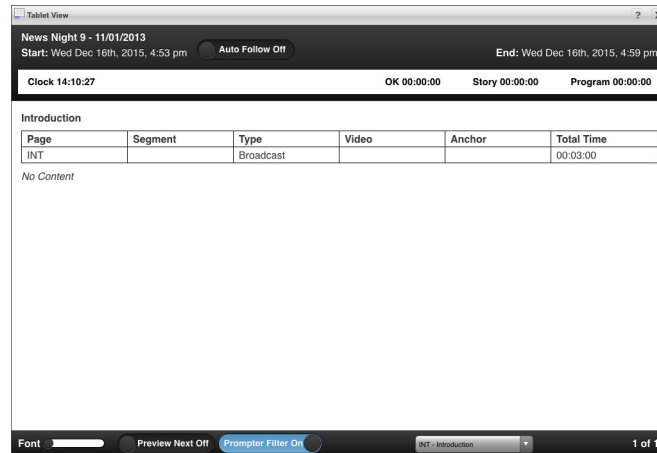 Tablet View ?
News Night 9 - 11/01/2013
Start: Wed Dec 16th, 2015, 4:53 pm Auto Follow Off End: Wed Dec 16th, 2015, 4:59 pm
Clock 14:10:27 OK 00:00:00 Story 00:00:00 Program 00:00:00
Introduction
Page Segment Type Video Anchor Total Time
INT Broadcast 00:03:00
No Content
Font Preview Next Off Prompter Filter On INT - Introduction 1 of 1